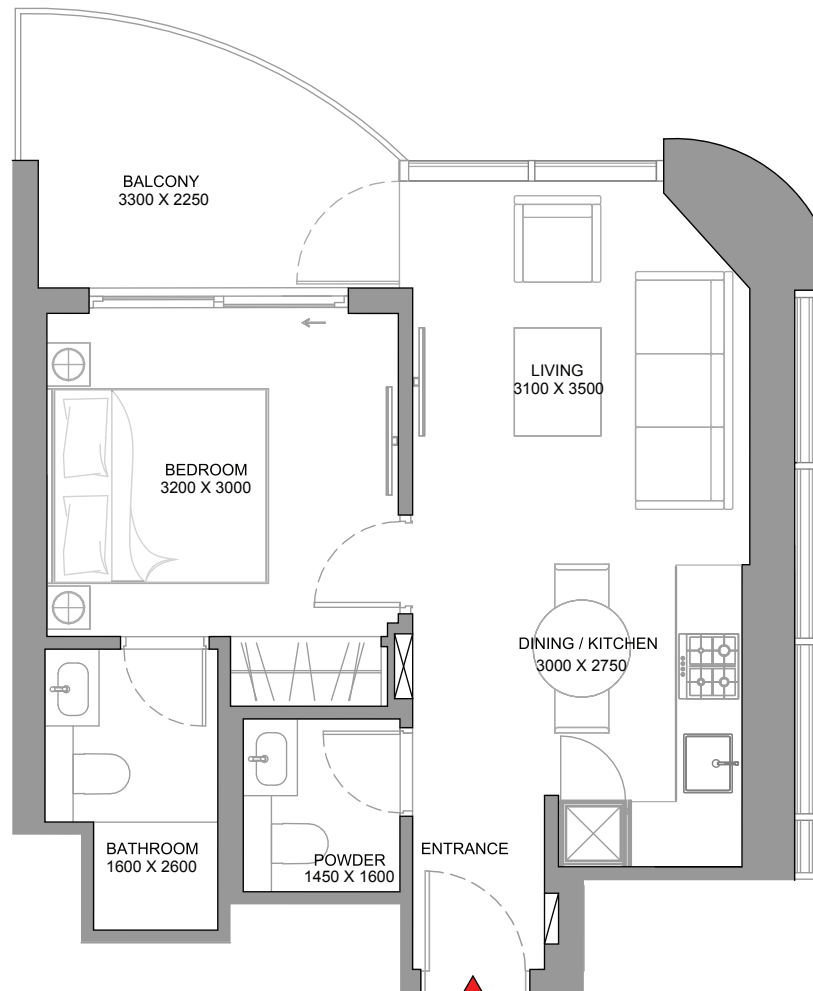 BALCONY
3300 X 2250
LIVING
3100 X 3500
BEDROOM
3200 X 3000
DINING / KITCHEN
3000 X 2750
BATHROOM
1600 X 2600
POWDER
1450 X 1600
ENTRANCE